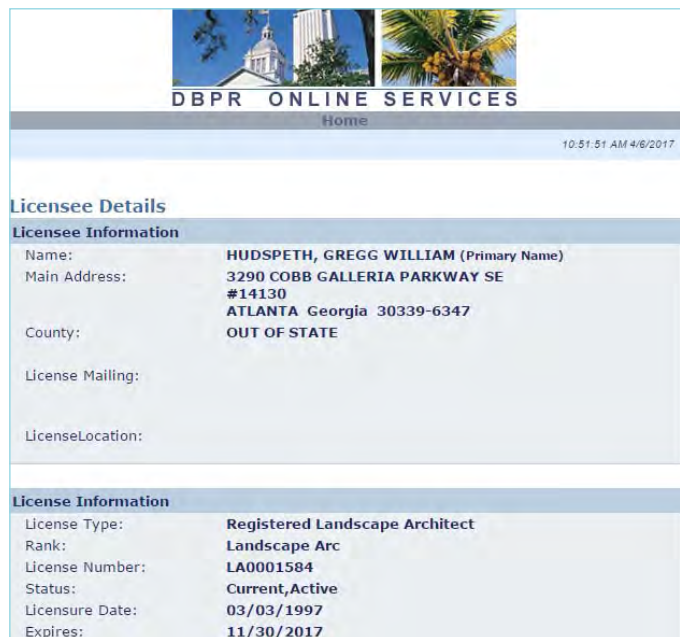 DBPR ONLINE SERVICES
Home
10:51:51 AM 4/6/2017
Licensee Details
Licensee Information
Name: HUDSPETH, GREGG WILLIAM (Primary Name)
Main Address: 3290 COBB GALLERIA PARKWAY SE
#14130
ATLANTA Georgia 30339-6347
County: OUT OF STATE
License Mailing:
LicenseLocation:
License Information
License Type: Registered Landscape Architect
Rank: Landscape Arc
License Number: LA0001584
Status: Current,Active
Licensure Date: 03/03/1997
Expires: 11/30/2017